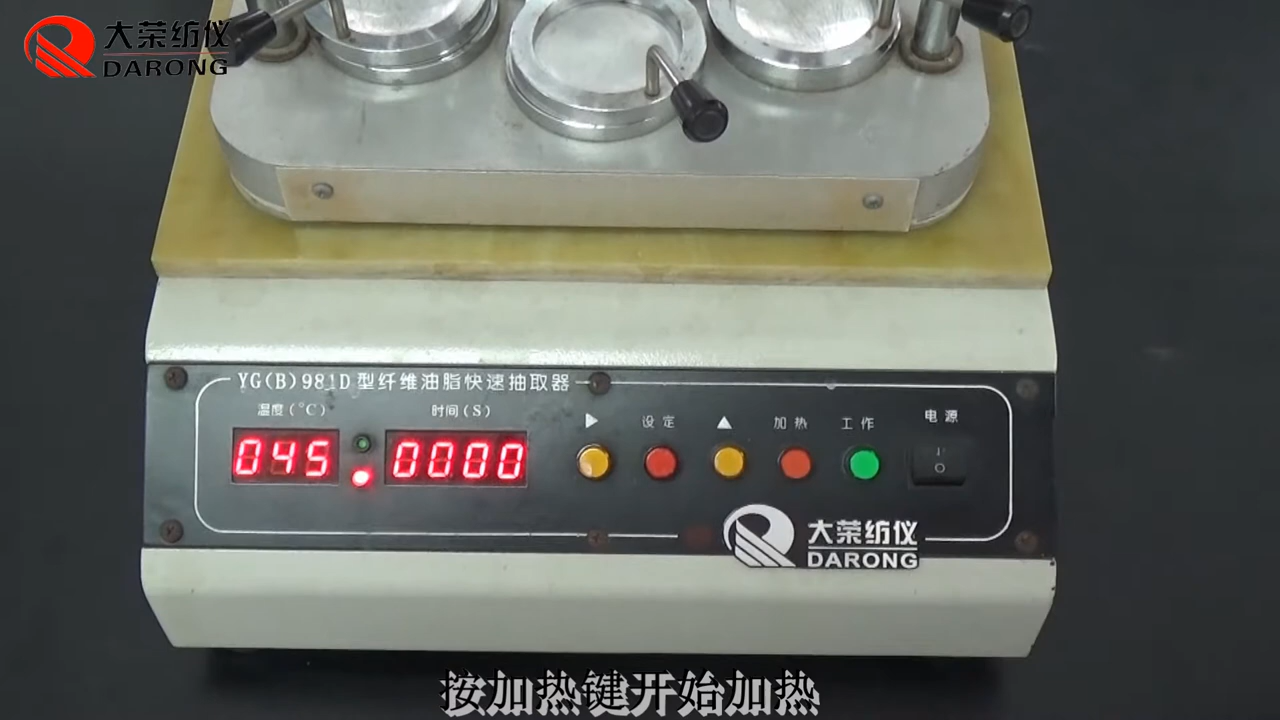 大荣纺仪
DARONG
YG(B)981D型纤维油脂快速抽取器
温度(°C)
时间(S)
设定
加热
工作
电源
045
0000
大荣纺仪
DARONG
按加热键开始加热